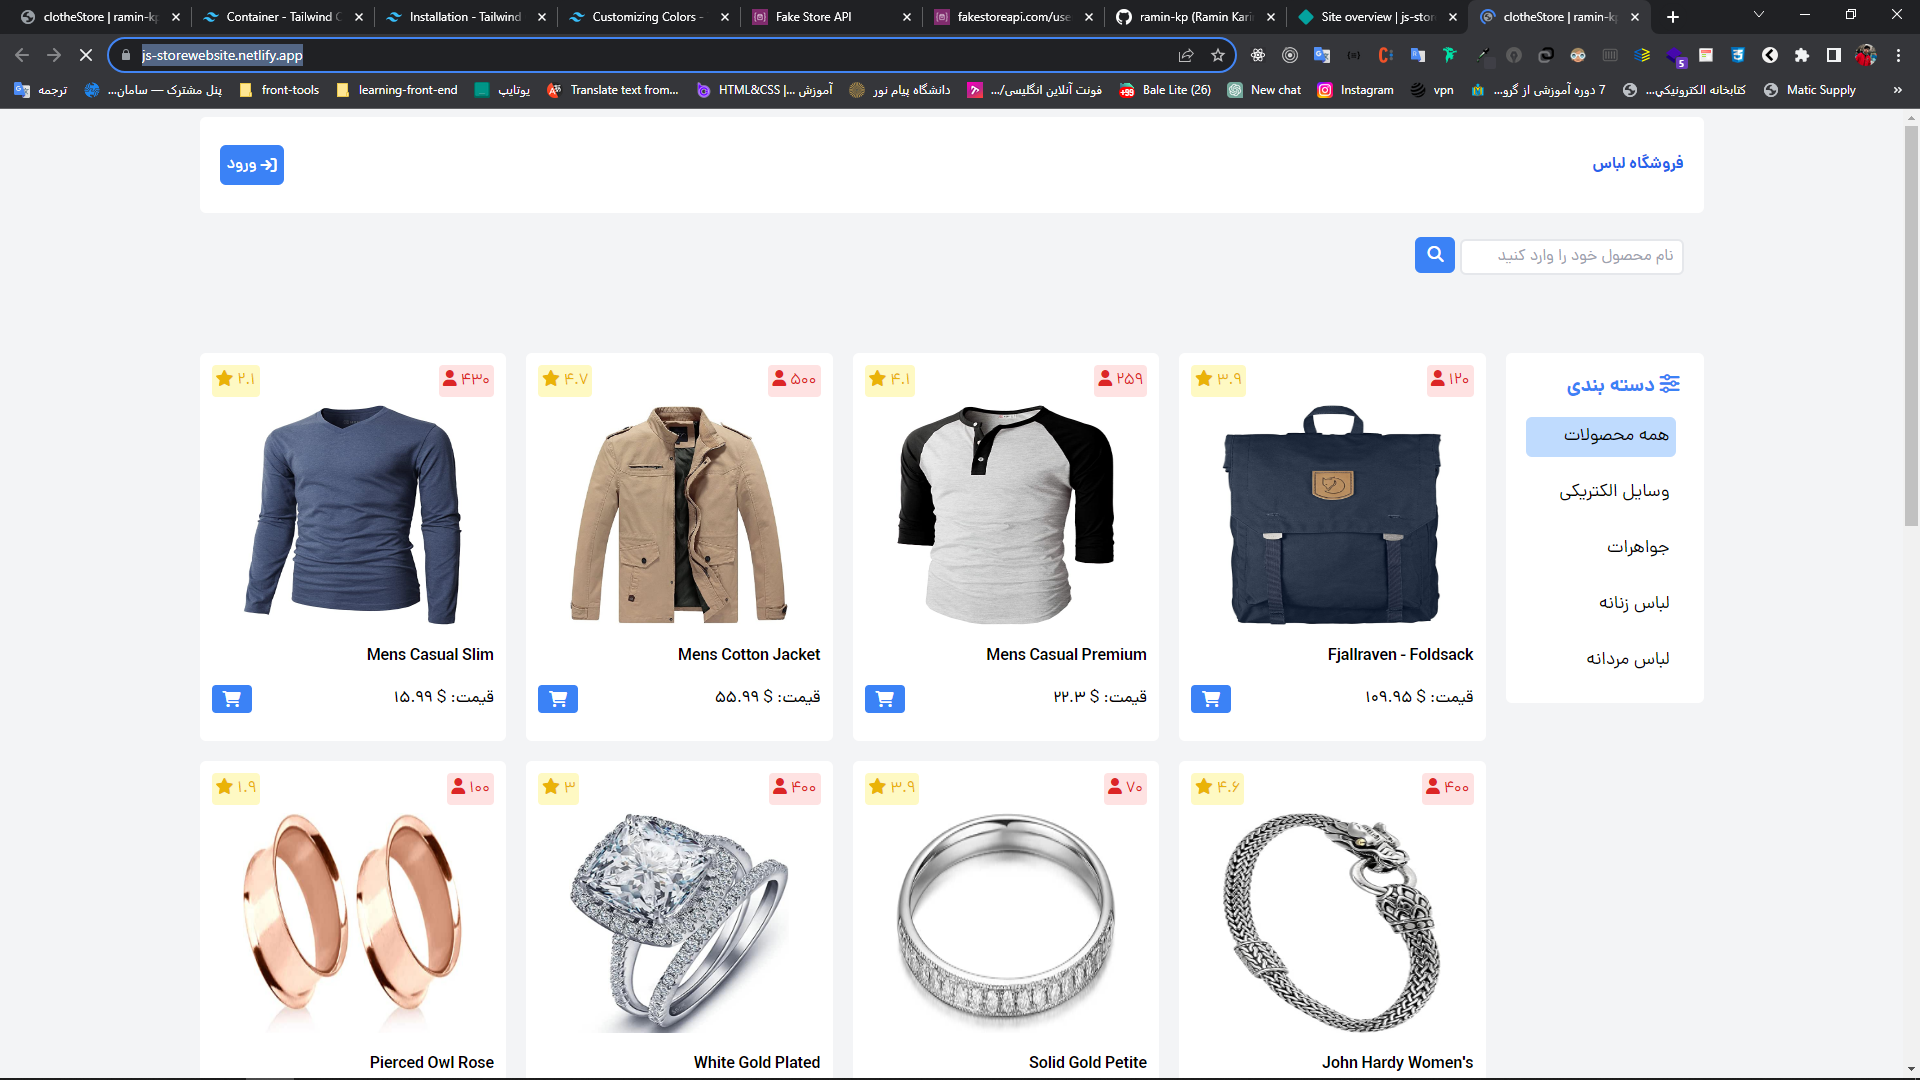 clotheStore | ramin-kp
Container - Tailwind C
Installation - Tailwind
Customizing Colors -
Fake Store API
fakestoreapi.com/use
ramin-kp (Ramin Kari
Site overview | js-stor
clotheStore | ramin-kp
js-storewebsite.netlify.app
ترجمه
پنل مشترک — سامان...
front-tools
learning-front-end
یوتایپ
Translate text from...
HTML&CSS |... آموزش
دانشگاه پیام نور
فونت آنلاین انگلیسی/...
Bale Lite (26)
New chat
Instagram
vpn
7 دوره آموزشی از گرو...
کتابخانه الکترونیکي...
Matic Supply
فروشگاه لباس
ورود
نام محصول خود را وارد کنید
دسته بندی
همه محصولات
وسایل الکتریکی
جواهرات
لباس زنانه
لباس مردانه
۱۲۰
۳.۹
Fjallraven - Foldsack
قیمت: $ ۱۰۹.۹۵
۲۵۹
۴.۱
Mens Casual Premium
قیمت: $ ۲۲.۳
۵۰۰
۴.۷
Mens Cotton Jacket
قیمت: $ ۵۵.۹۹
۴۳۰
۲.۱
Mens Casual Slim
قیمت: $ ۱۵.۹۹
۴۰۰
۴.۶
John Hardy Women's
۷۰
۳.۹
Solid Gold Petite
۴۰۰
۳
White Gold Plated
۱۰۰
۱.۹
Pierced Owl Rose